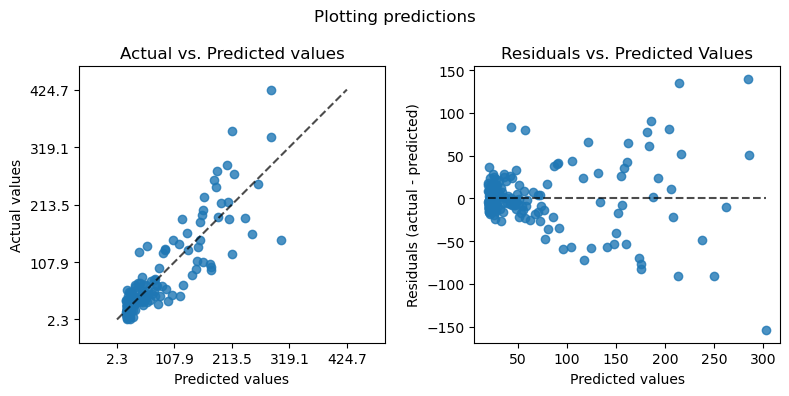 Plotting predictions
Actual vs. Predicted values
424.7
319.1
213.5
107.9
2.3
Actual values
2.3 107.9 213.5 319.1 424.7
Predicted values
Residuals vs. Predicted Values
150
100
50
0
−50
−100
−150
Residuals (actual - predicted)
50 100 150 200 250 300
Predicted values